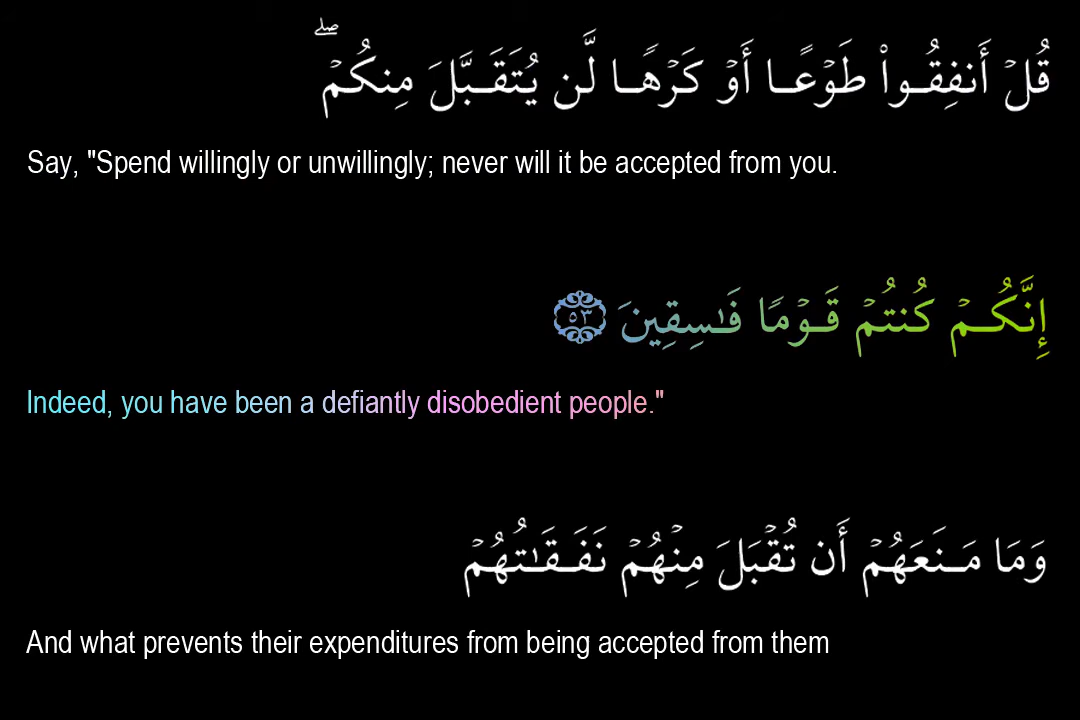 قُلْ أَنفِقُوا۟ طَوْعًا أَوْ كَرْهًا لَّن يُتَقَبَّلَ مِنكُمْ ۖ
Say, "Spend willingly or unwillingly; never will it be accepted from you.
إِنَّكُمْ كُنتُمْ قَوْمًا فَـٰسِقِينَ ٥٣
Indeed, you have been a defiantly disobedient people."
وَمَا مَنَعَهُمْ أَن تُقْبَلَ مِنْهُمْ نَفَقَـٰتُهُمْ
And what prevents their expenditures from being accepted from them